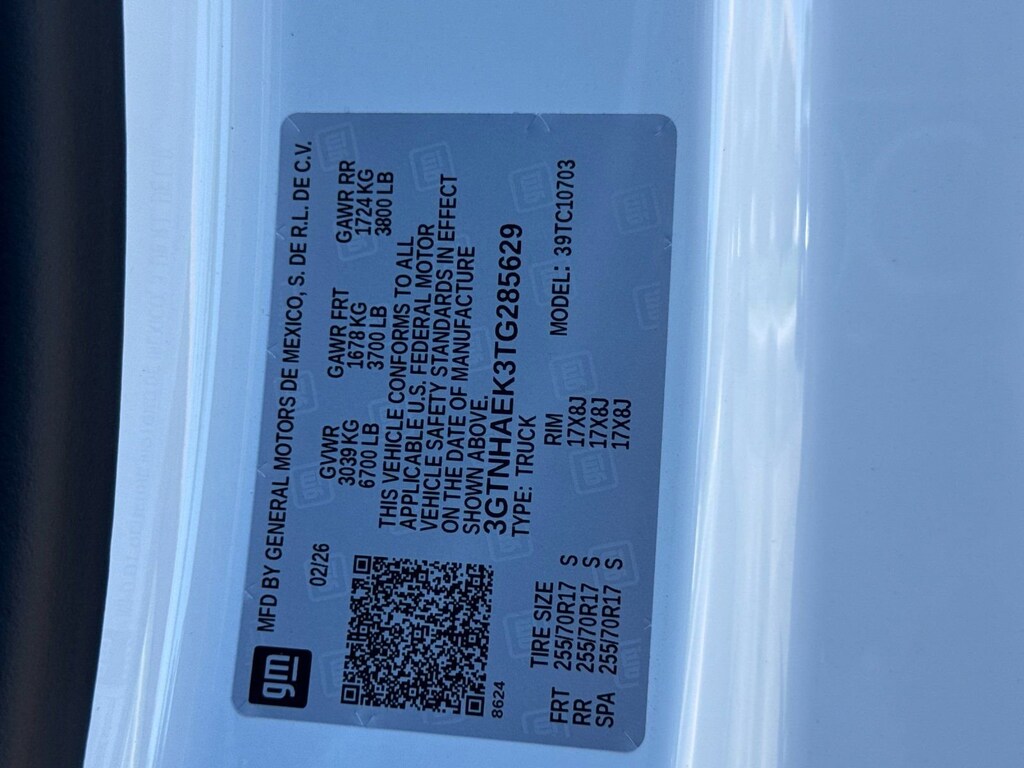 gm
MFD BY GENERAL MOTORS DE MEXICO, S. DE R.L. DE C.V.
02/26
GVWR GAWR FRT GAWR RR
3039 KG 1678 KG 1724 KG
6700 LB 3700 LB 3800 LB
THIS VEHICLE CONFORMS TO ALL
APPLICABLE U.S. FEDERAL MOTOR
VEHICLE SAFETY STANDARDS IN EFFECT
ON THE DATE OF MANUFACTURE
SHOWN ABOVE.
8624
3GTNHAEK3TG285629
TYPE: TRUCK MODEL: 39TC10703
TIRE SIZE RIM
FRT 255/70R17 S 17X8J
RR 255/70R17 S 17X8J
SPA 255/70R17 S 17X8J